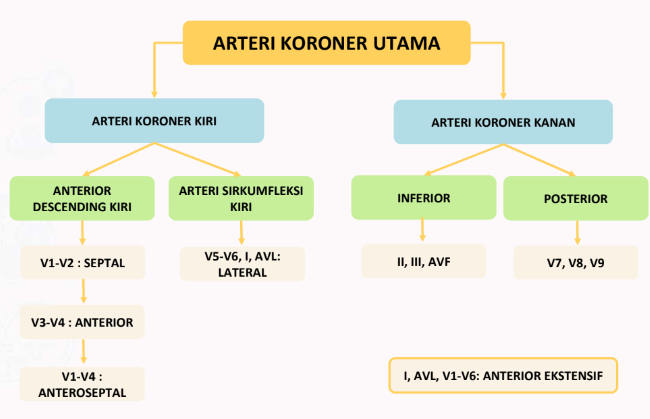 ARTERI KORONER UTAMA
ARTERI KORONER KIRI
ARTERI KORONER KANAN
ANTERIOR
DESCENDING KIRI
ARTERI SIRKUMFLEKSI
KIRI
INFERIOR
POSTERIOR
V1-V2 : SEPTAL
V5-V6, I, AVL:
LATERAL
II, III, AVF
V7, V8, V9
V3-V4 : ANTERIOR
V1-V4 :
ANTEROSEPTAL
I, AVL, V1-V6: ANTERIOR EKSTENSIF